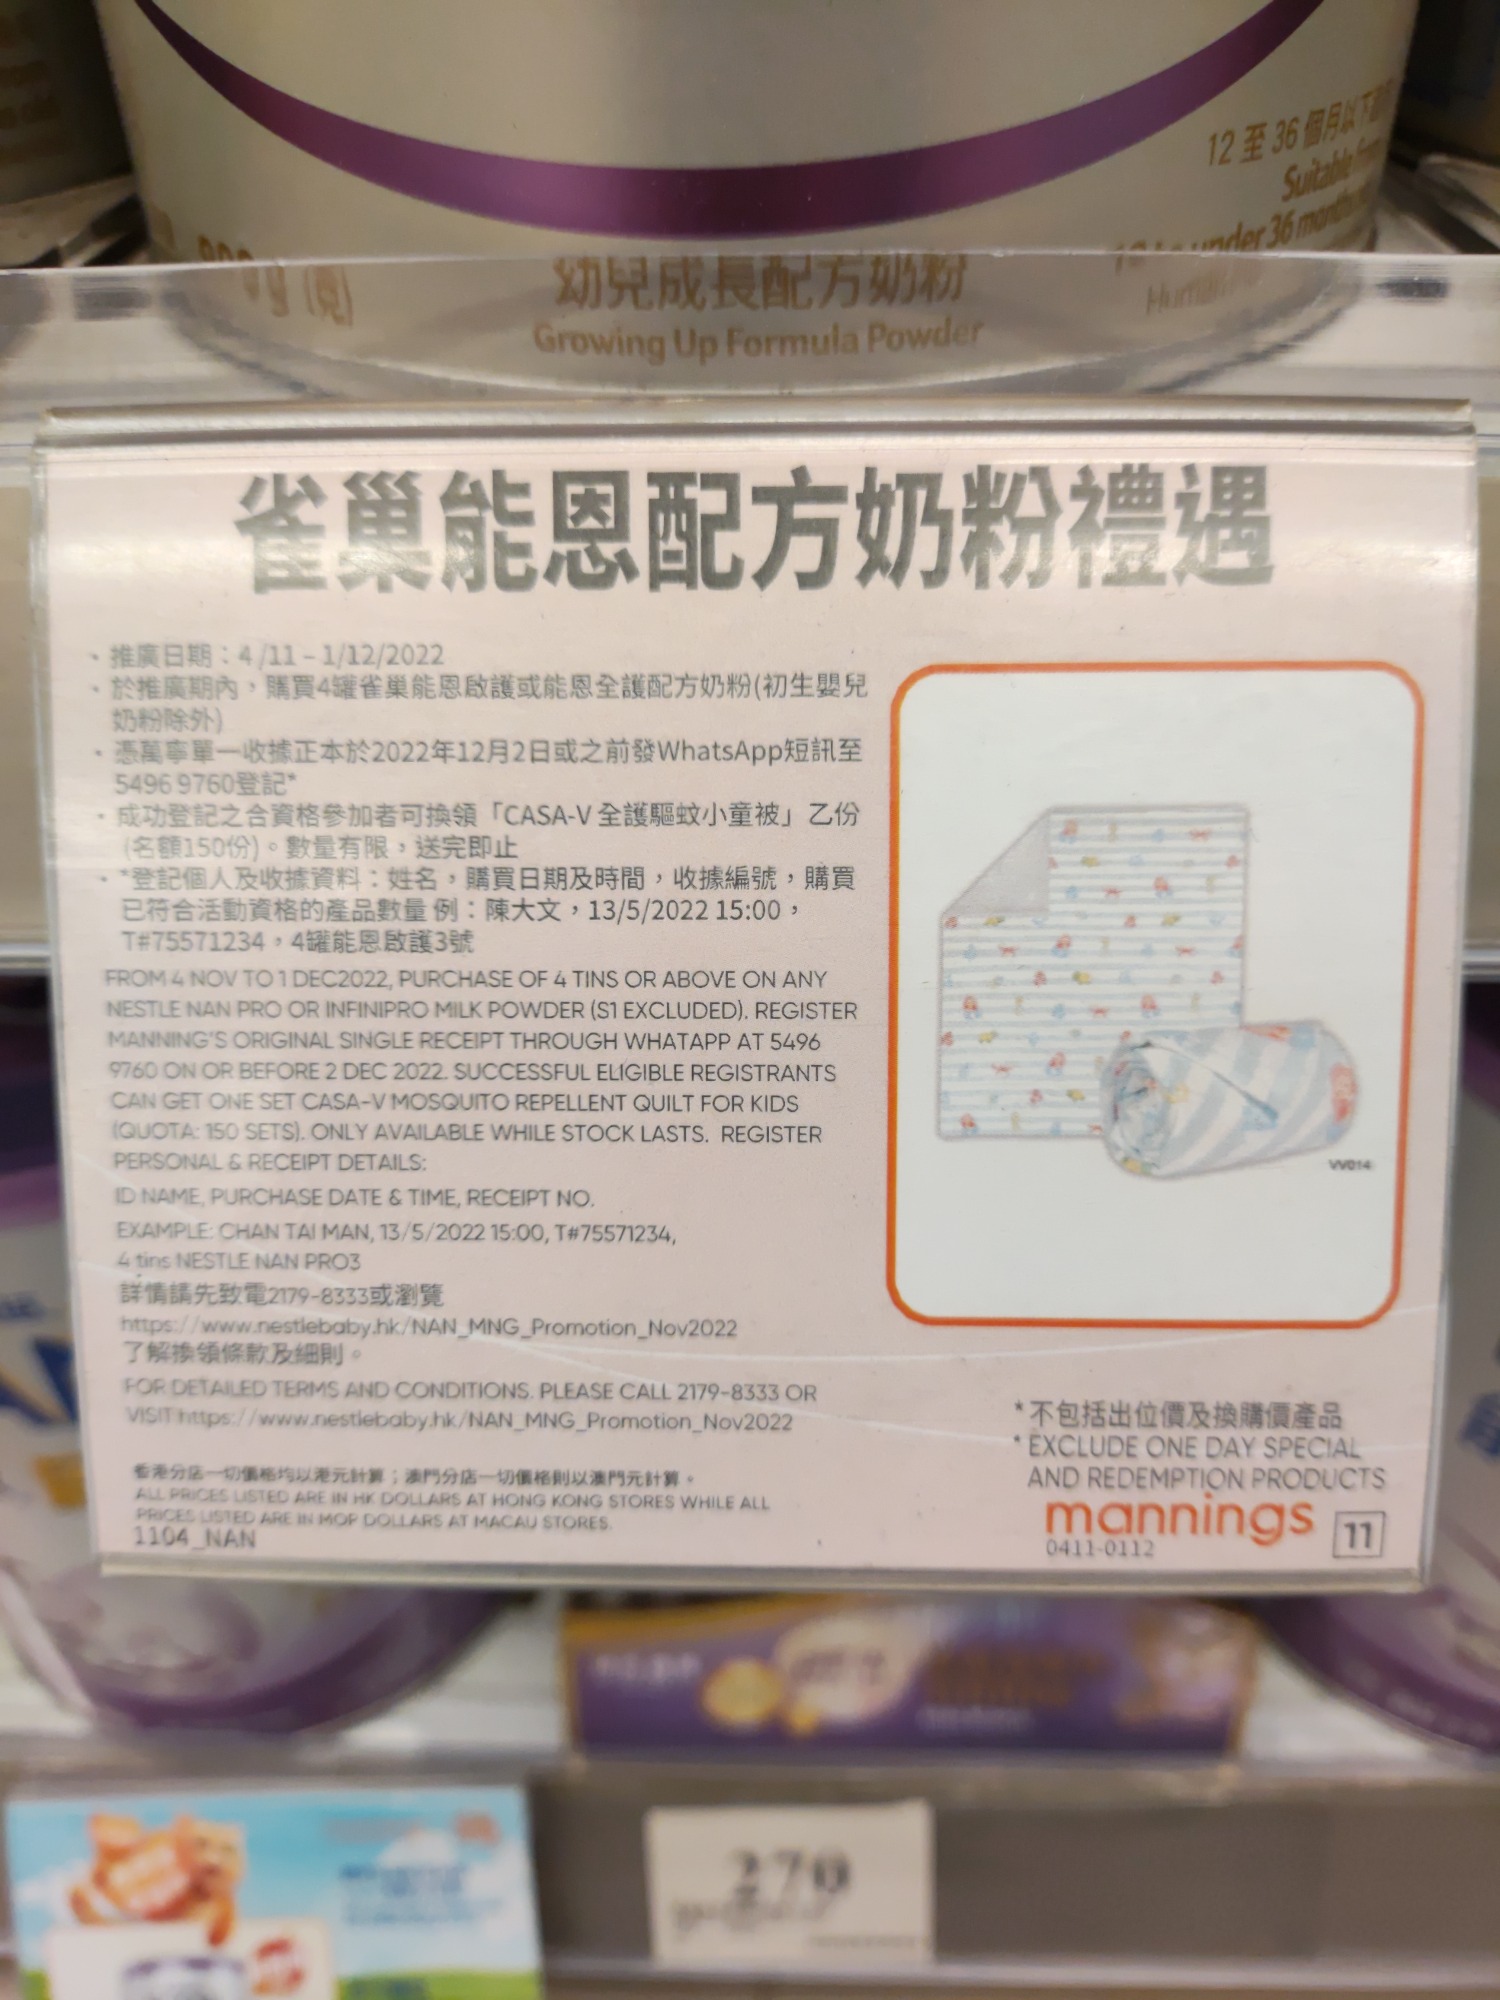 12 至 36 個月以下
Suitable
under 36 months
900g (克)
幼兒成長配方奶粉
Growing Up Formula Powder
雀巢能恩配方奶粉禮遇
· 推廣日期：4 /11 – 1/12/2022
· 於推廣期內，購買4罐雀巢能恩啟護或能恩全護配方奶粉(初生嬰兒
奶粉除外)
· 憑萬寧單一收據正本於2022年12月2日或之前發WhatsApp短訊至
5496 9760登記*
· 成功登記之合資格參加者可換領「CASA-V 全護驅蚊小童被」乙份
(名額150份)。數量有限，送完即止
· *登記個人及收據資料：姓名，購買日期及時間，收據編號，購買
已符合活動資格的產品數量 例：陳大文，13/5/2022 15:00，
T#75571234，4罐能恩啟護3號
FROM 4 NOV TO 1 DEC2022, PURCHASE OF 4 TINS OR ABOVE ON ANY
NESTLE NAN PRO OR INFINIPRO MILK POWDER (S1 EXCLUDED). REGISTER
MANNING'S ORIGINAL SINGLE RECEIPT THROUGH WHATAPP AT 5496
9760 ON OR BEFORE 2 DEC 2022. SUCCESSFUL ELIGIBLE REGISTRANTS
CAN GET ONE SET CASA-V MOSQUITO REPELLENT QUILT FOR KIDS
(QUOTA: 150 SETS). ONLY AVAILABLE WHILE STOCK LASTS. REGISTER
PERSONAL & RECEIPT DETAILS:
ID NAME, PURCHASE DATE & TIME, RECEIPT NO.
EXAMPLE: CHAN TAI MAN, 13/5/2022 15:00, T#75571234,
4 tins NESTLE NAN PRO3
詳情請先致電2179-8333或瀏覽
https://www.nestlebaby.hk/NAN_MNG_Promotion_Nov2022
了解換領條款及細則。
FOR DETAILED TERMS AND CONDITIONS. PLEASE CALL 2179-8333 OR
VISIT https://www.nestlebaby.hk/NAN_MNG_Promotion_Nov2022
香港分店一切價格均以港元計算；澳門分店一切價格則以澳門元計算。
ALL PRICES LISTED ARE IN HK DOLLARS AT HONG KONG STORES WHILE ALL
PRICES LISTED ARE IN MOP DOLLARS AT MACAU STORES.
1104_NAN
VV014
*不包括出位價及換購價產品
*EXCLUDE ONE DAY SPECIAL
AND REDEMPTION PRODUCTS
mannings
0411-0112
11
270